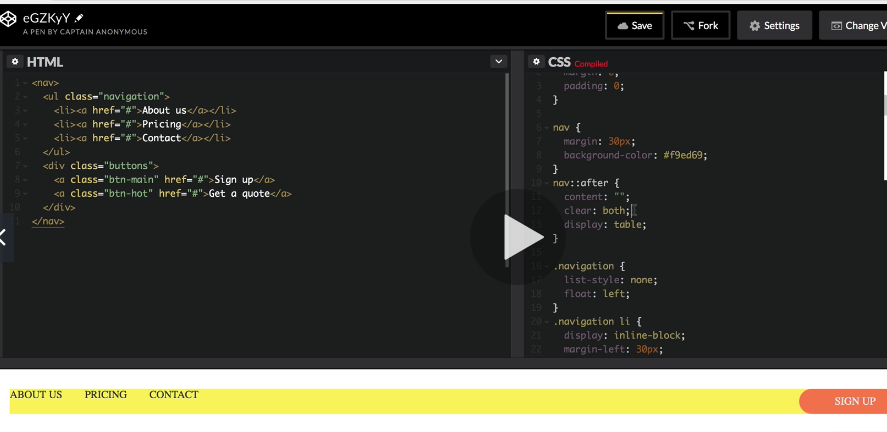 eGZKyY
A PEN BY CAPTAIN ANONYMOUS
Save
Fork
Settings
Change V
HTML
1 <nav>
2 <ul class="navigation">
3 <li><a href="#">About us</a></li>
4 <li><a href="#">Pricing</a></li>
5 <li><a href="#">Contact</a></li>
6 </ul>
7 <div class="buttons">
8 <a class="btn-main" href="#">Sign up</a>
9 <a class="btn-hot" href="#">Get a quote</a>
10 </div>
</nav>
CSS Compiled
2 margin: 0;
3 padding: 0;
4 }
5
6 nav {
7 margin: 30px;
8 background-color: #f9ed69;
9 }
10 nav::after {
11 content: "";
12 clear: both;
13 display: table;
}
16 .navigation {
17 list-style: none;
18 float: left;
19 }
20 .navigation li {
21 display: inline-block;
22 margin-left: 30px;
ABOUT US PRICING CONTACT SIGN UP